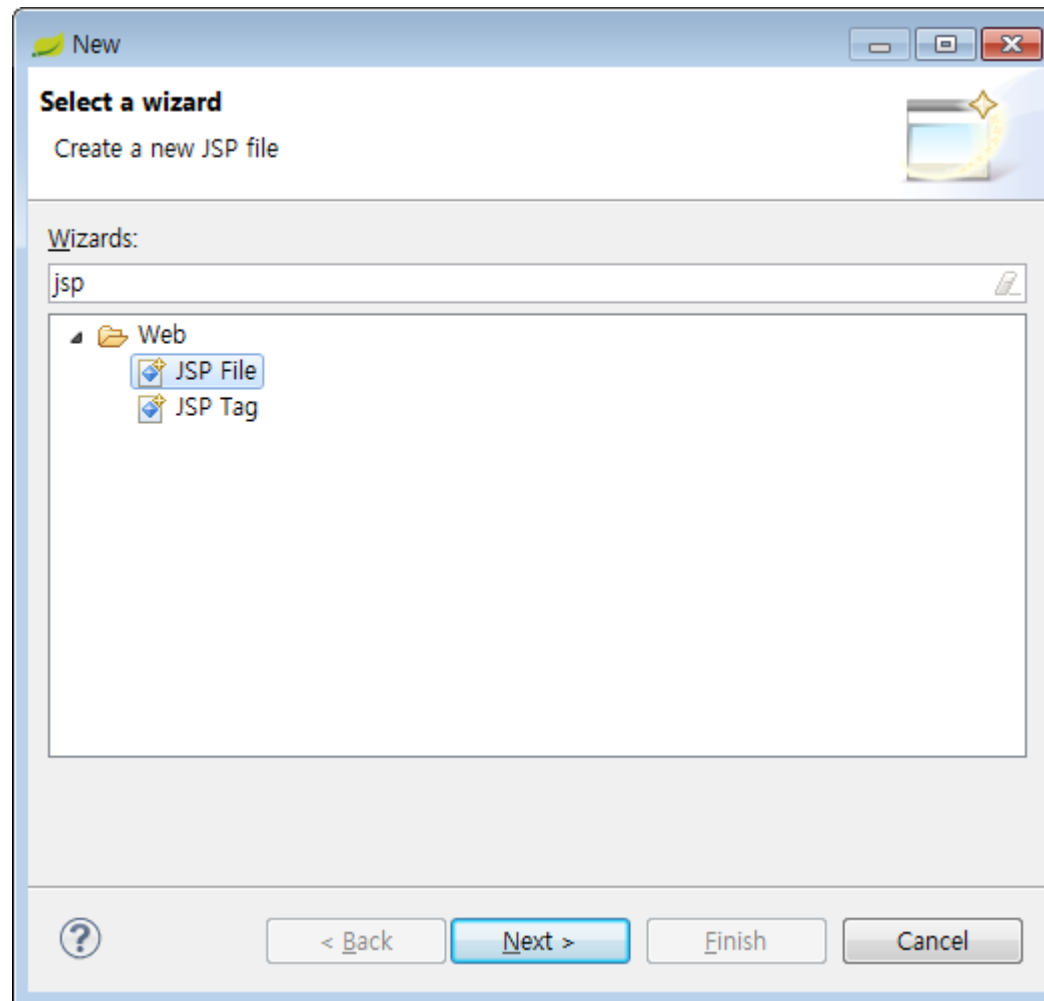 New
Select a wizard
Create a new JSP file
Wizards:
jsp
Web
JSP File
JSP Tag
?
< Back
Next >
Finish
Cancel